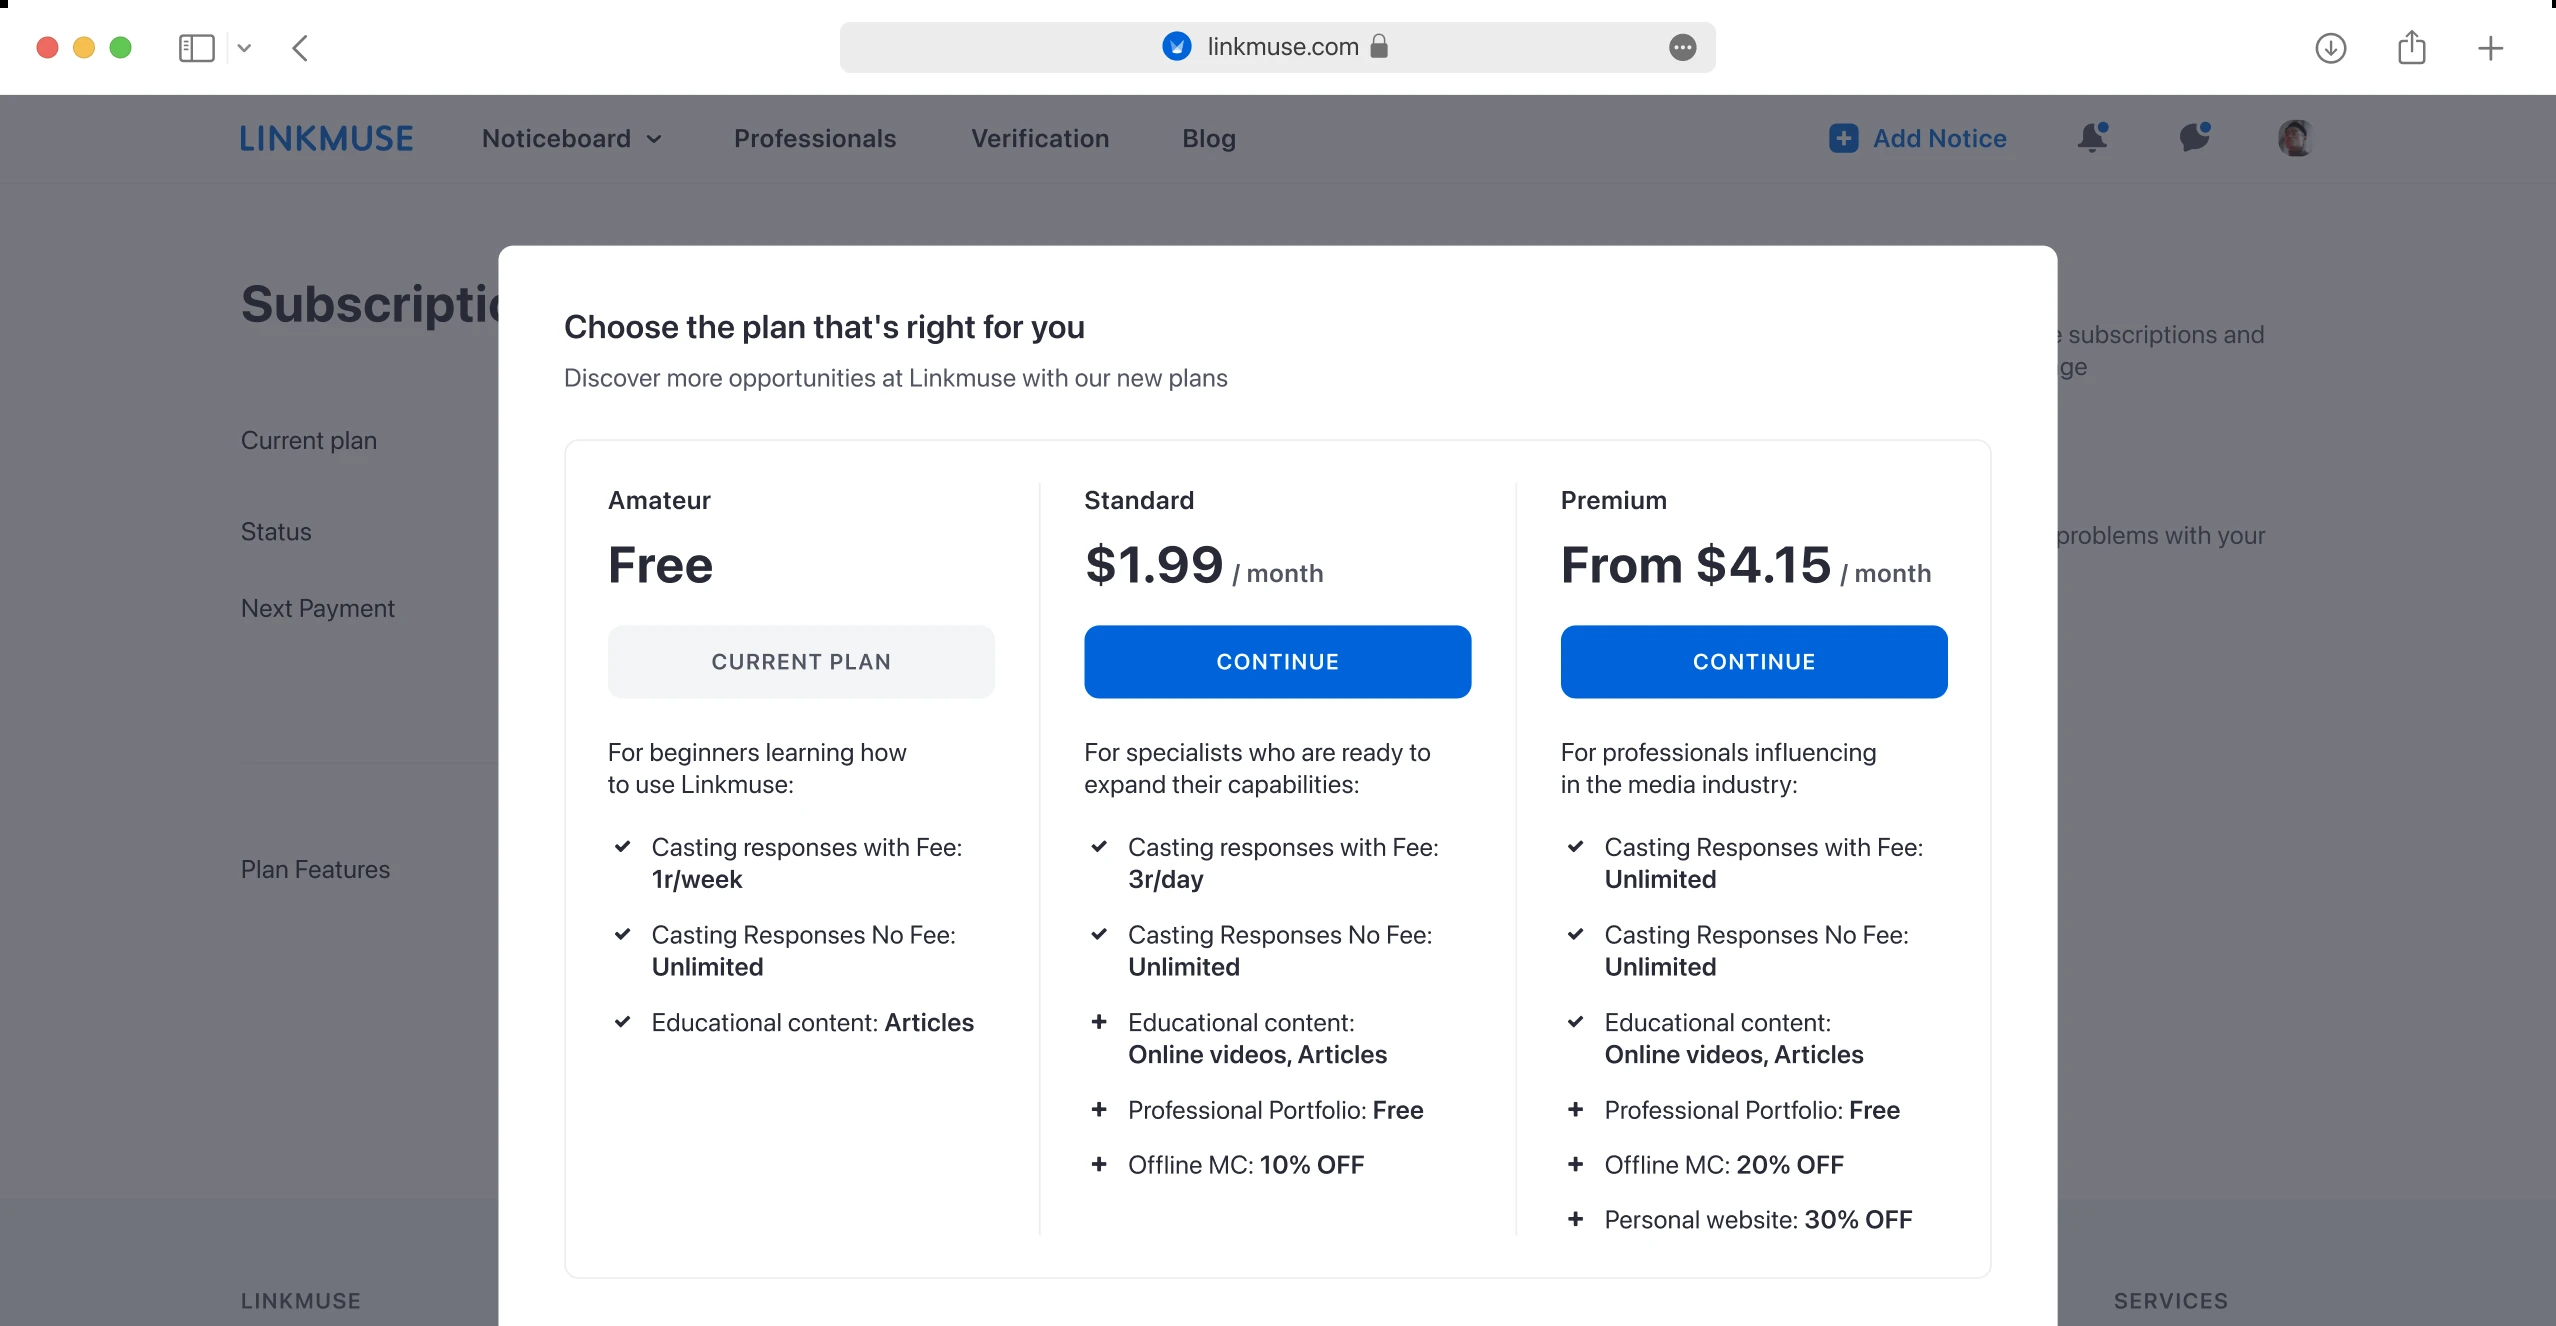 linkmuse.com
LINKMUSE Noticeboard Professionals Verification Blog Add Notice
Choose the plan that's right for you
Discover more opportunities at Linkmuse with our new plans
subscriptions and
Current plan
Status
problems with your
Next Payment
Plan Features
Amateur
Free
CURRENT PLAN
For beginners learning how
to use Linkmuse:
Casting responses with Fee:
1r/week
Casting Responses No Fee:
Unlimited
Educational content: Articles
Standard
$1.99 / month
CONTINUE
For specialists who are ready to
expand their capabilities:
Casting responses with Fee:
3r/day
Casting Responses No Fee:
Unlimited
Educational content:
Online videos, Articles
Professional Portfolio: Free
Offline MC: 10% OFF
Premium
From $4.15 / month
CONTINUE
For professionals influencing
in the media industry:
Casting Responses with Fee:
Unlimited
Casting Responses No Fee:
Unlimited
Educational content:
Online videos, Articles
Professional Portfolio: Free
Offline MC: 20% OFF
Personal website: 30% OFF
LINKMUSE
SERVICES